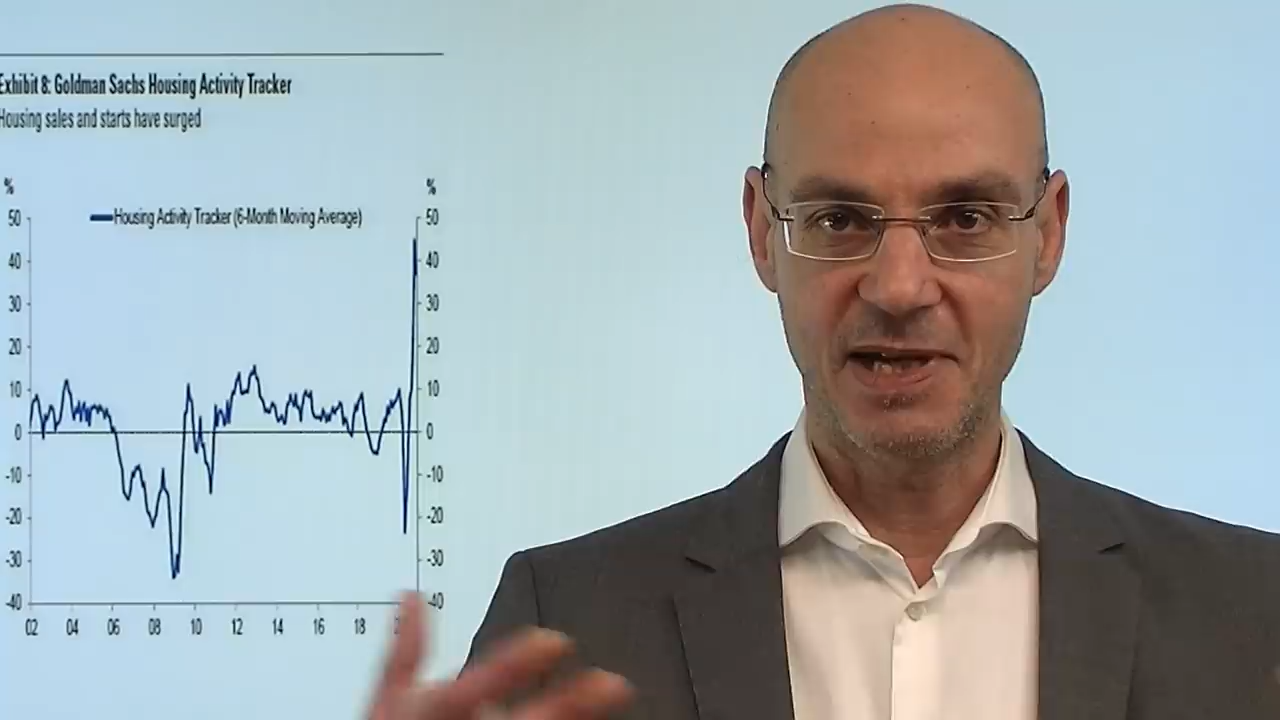 Exhibit 8: Goldman Sachs Housing Activity Tracker
Housing sales and starts have surged
% %
Housing Activity Tracker (6-Month Moving Average)
50 50
40 40
30 30
20 20
10 10
0 0
-10 -10
-20 -20
-30 -30
-40 -40
02 04 06 08 10 12 14 16 18